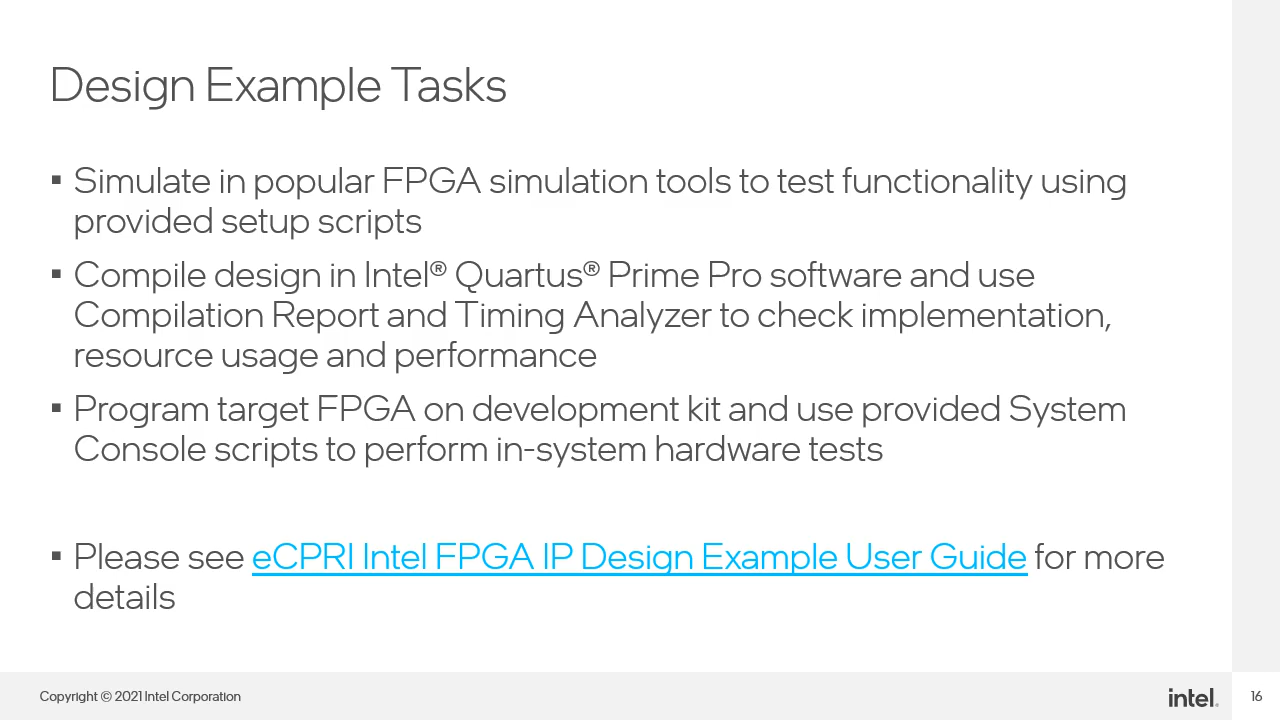 Design Example Tasks
▪ Simulate in popular FPGA simulation tools to test functionality using
provided setup scripts
▪ Compile design in Intel® Quartus® Prime Pro software and use
Compilation Report and Timing Analyzer to check implementation,
resource usage and performance
▪ Program target FPGA on development kit and use provided System
Console scripts to perform in-system hardware tests
▪ Please see eCPRI Intel FPGA IP Design Example User Guide for more
details
Copyright © 2021 Intel Corporation
intel.
16